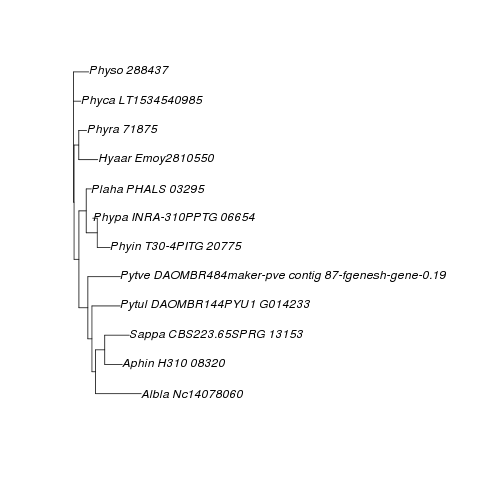 Physo 288437
Phyca LT1534540985
Phyra 71875
Hyaar Emoy2810550
Plaha PHALS 03295
Phypa INRA-310PPTG 06654
Phyin T30-4PITG 20775
Pytve DAOMBR484maker-pve contig 87-fgenesh-gene-0.19
Pytul DAOMBR144PYU1 G014233
Sappa CBS223.65SPRG 13153
Aphin H310 08320
Albla Nc14078060